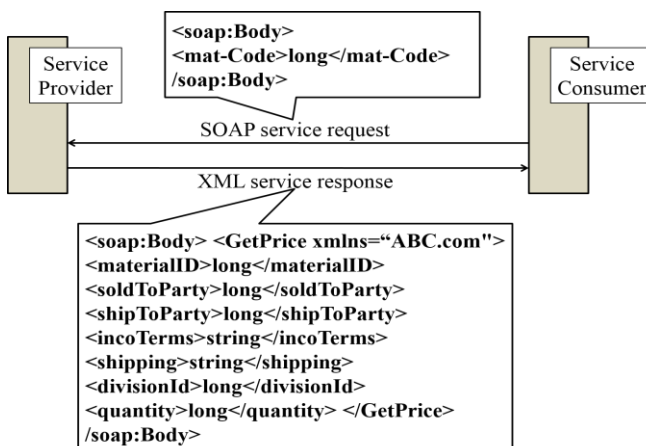 <soap:Body>
<mat-Code>long</mat-Code>
/soap:Body>
Service
Provider
Service
Consumer
SOAP service request
XML service response
<soap:Body> <GetPrice xmlns=“ABC.com">
<materialID>long</materialID>
<soldToParty>long</soldToParty>
<shipToParty>long</shipToParty>
<incoTerms>string</incoTerms>
<shipping>string</shipping>
<divisionId>long</divisionId>
<quantity>long</quantity> </GetPrice>
/soap:Body>